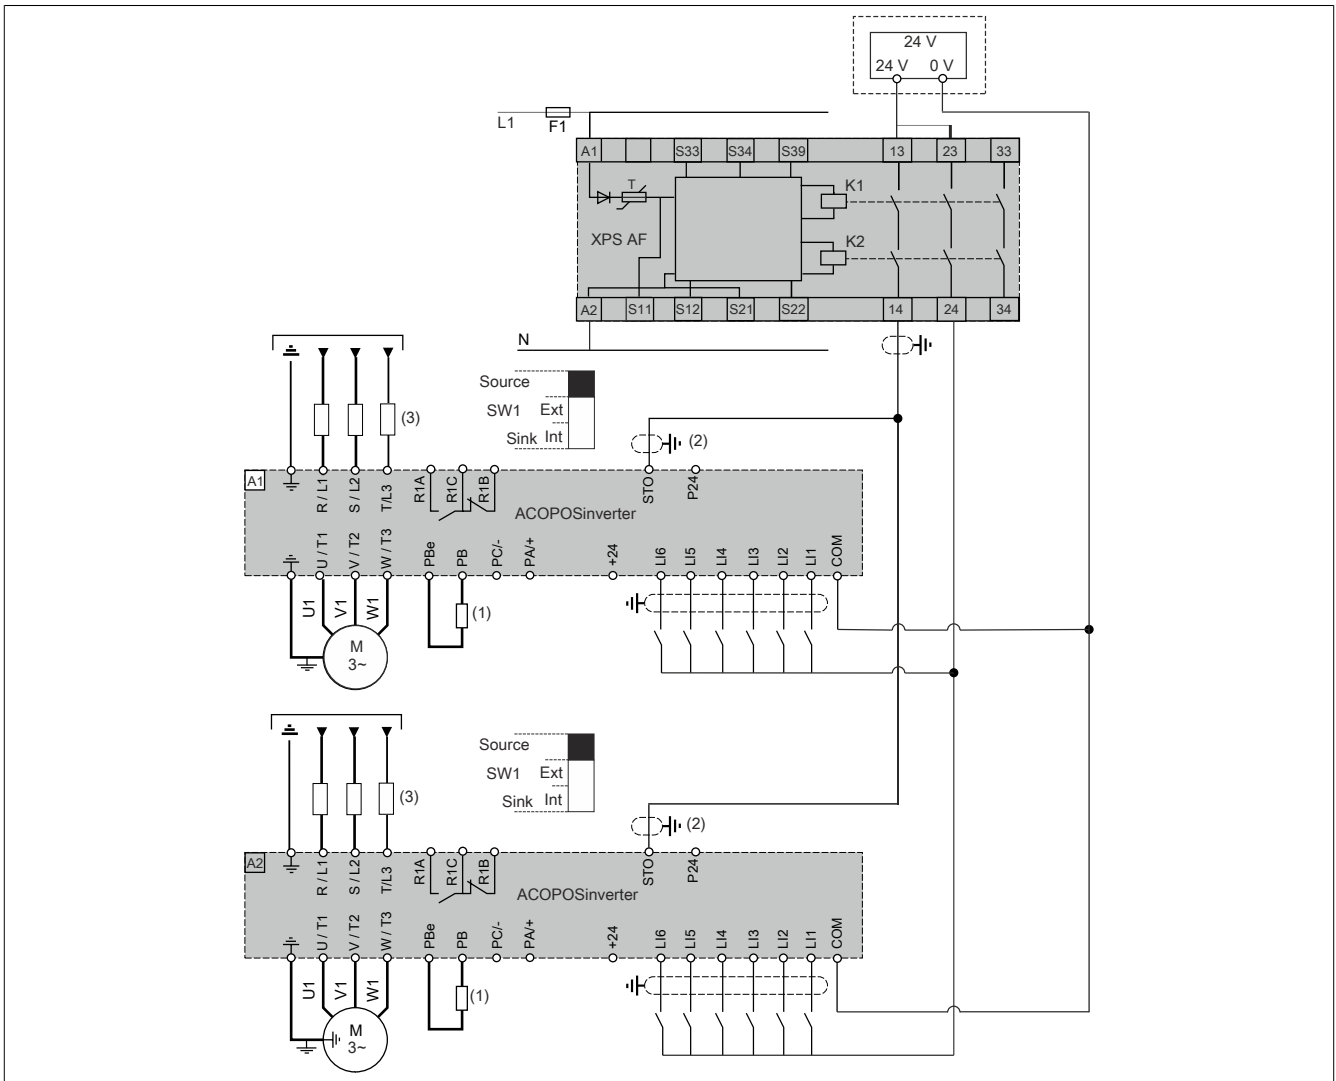 24 V
24 V 0 V
L1 F1
A1 S33 S34 S39 13 23 33
T
K1
XPS AF
K2
A2 S11 S12 S21 S22 14 24 34
N
Source
SW1 Ext
Sink Int
(3)
(2)
A1
R / L1 S / L2 T/L3 R1A R1C R1B STO P24
ACOPOSinverter
U / T1 V / T2 W / T3 PBe PB PC/- PA/+ +24 LI6 LI5 LI4 LI3 LI2 LI1 COM
U1 V1 W1
(1)
M
3~
Source
SW1 Ext
Sink Int
(3)
(2)
A2
R / L1 S / L2 T/L3 R1A R1C R1B STO P24
ACOPOSinverter
U / T1 V / T2 W / T3 PBe PB PC/- PA/+ +24 LI6 LI5 LI4 LI3 LI2 LI1 COM
U1 V1 W1
(1)
M
3~